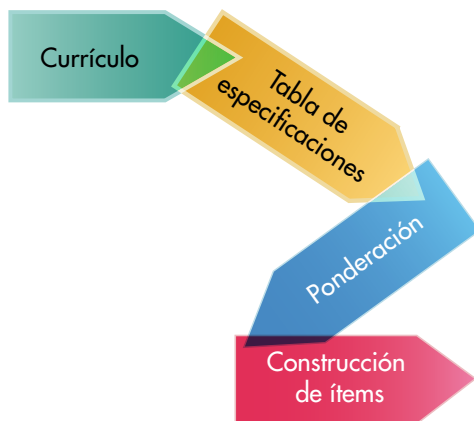 Currículo
Tabla de
especificaciones
Ponderación
Construcción
de ítems